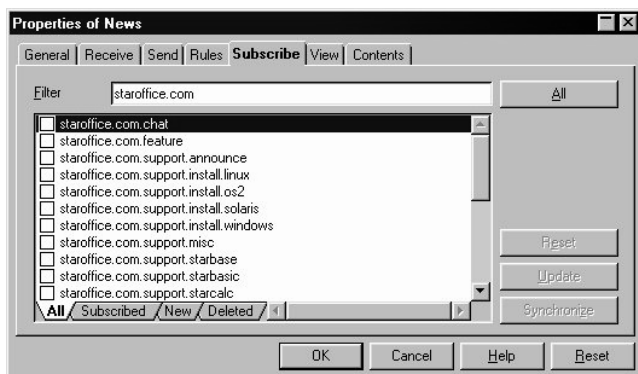 Properties of News
General Receive Send Rules Subscribe View Contents
Filter staroffice.com All
staroffice.com.chat
staroffice.com.feature
staroffice.com.support.announce
staroffice.com.support.install.linux
staroffice.com.support.install.os2
staroffice.com.support.install.solaris
staroffice.com.support.install.windows
staroffice.com.support.misc
staroffice.com.support.starbase
staroffice.com.support.starbasic
staroffice.com.support.starcalc
Reset
Update
Synchronize
All Subscribed New Deleted
OK Cancel Help Reset